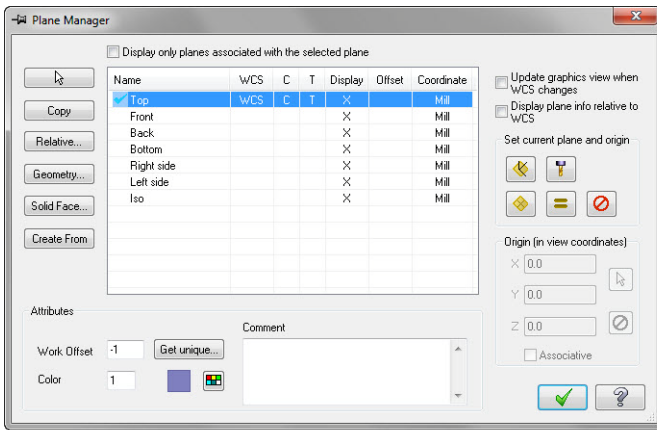 Plane Manager
Display only planes associated with the selected plane
Name WCS C T Display Offset Coordinate
Top WCS C T X Mill
Front X Mill
Back X Mill
Bottom X Mill
Right side X Mill
Left side X Mill
Iso X Mill
Copy
Relative...
Geometry...
Solid Face...
Create From
Update graphics view when
WCS changes
Display plane info relative to
WCS
Set current plane and origin
Origin (in view coordinates)
X 0.0
Y 0.0
Z 0.0
Associative
Attributes
Work Offset -1 Get unique...
Color 1
Comment